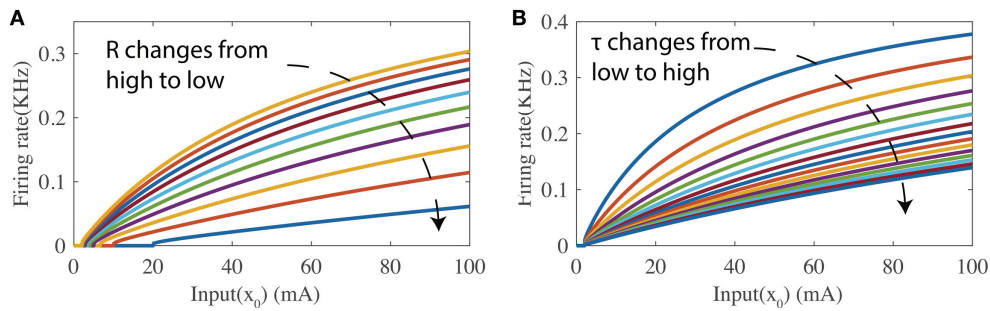 A
R changes from
high to low
Firing rate(KHz)
0.3
0.2
0.1
0
0 20 40 60 80 100
Input(x₀) (mA)
B
τ changes from
low to high
Firing rate(KHz)
0.4
0.3
0.2
0.1
0
0 20 40 60 80 100
Input(x₀) (mA)